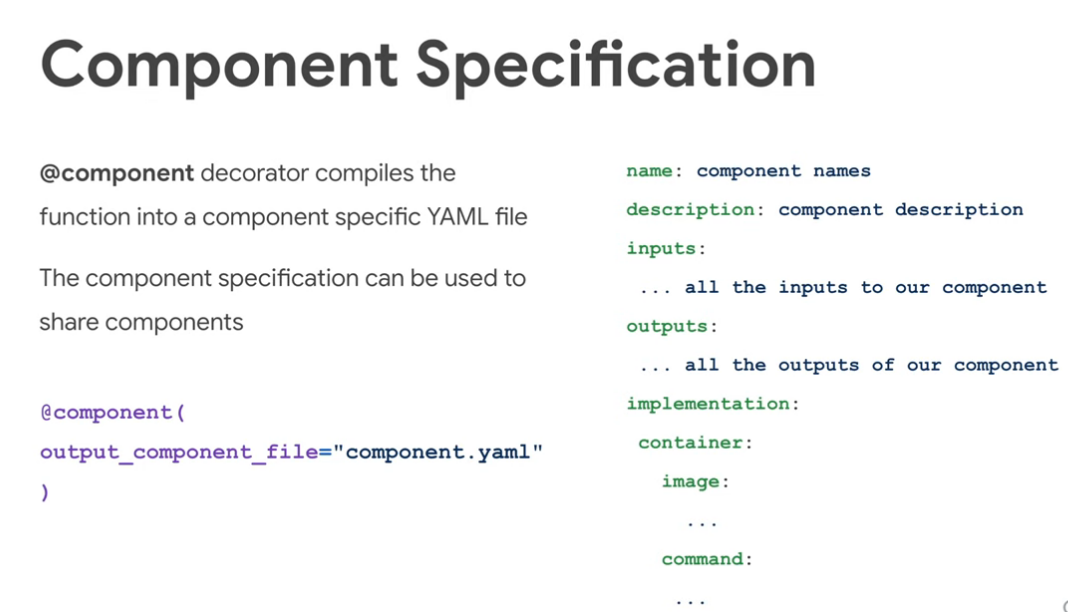 Component Specification
@component decorator compiles the
function into a component specific YAML file
The component specification can be used to
share components
@component(
output_component_file="component.yaml"
)
name: component names
description: component description
inputs:
... all the inputs to our component
outputs:
... all the outputs of our component
implementation:
container:
image:
...
command:
...